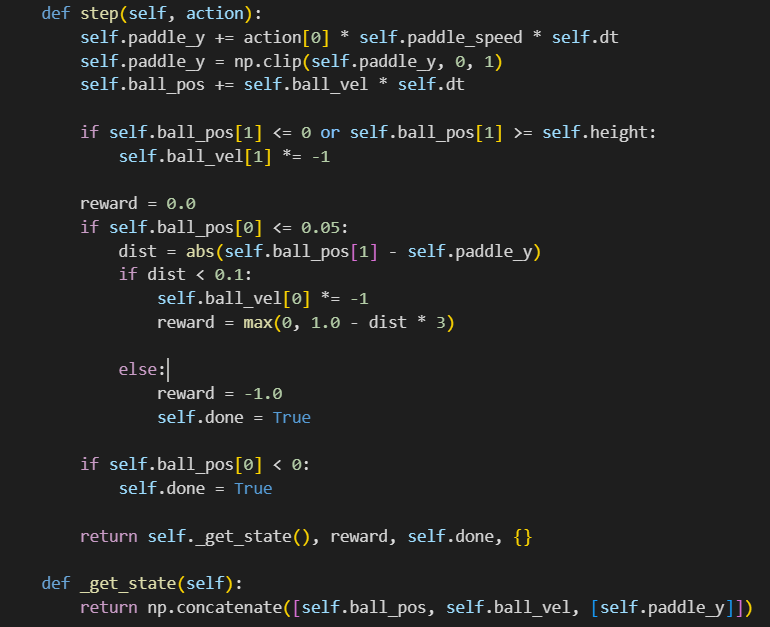 def step(self, action):
    self.paddle_y += action[0] * self.paddle_speed * self.dt
    self.paddle_y = np.clip(self.paddle_y, 0, 1)
    self.ball_pos += self.ball_vel * self.dt

    if self.ball_pos[1] <= 0 or self.ball_pos[1] >= self.height:
        self.ball_vel[1] *= -1

    reward = 0.0
    if self.ball_pos[0] <= 0.05:
        dist = abs(self.ball_pos[1] - self.paddle_y)
        if dist < 0.1:
            self.ball_vel[0] *= -1
            reward = max(0, 1.0 - dist * 3)

        else:
            reward = -1.0
            self.done = True

    if self.ball_pos[0] < 0:
        self.done = True

    return self._get_state(), reward, self.done, {}

def _get_state(self):
    return np.concatenate([self.ball_pos, self.ball_vel, [self.paddle_y]])